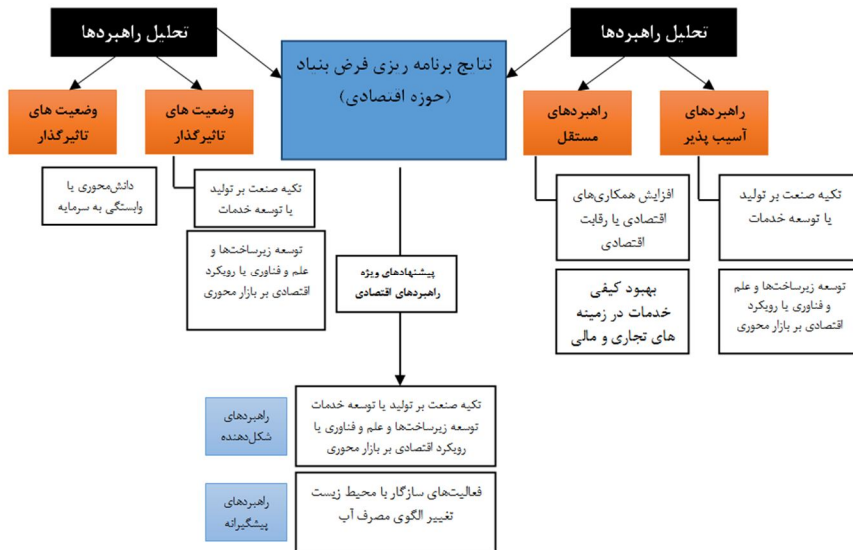 تحلیل راهبردها
راهبردهای
آسیب پذیر
تکیه صنعت بر تولید
یا توسعه خدمات
توسعه زیرساخت‌ها و علم
و فناوری یا رویکرد
اقتصادی بر بازار محوری
راهبردهای
مستقل
افزایش همکاری‌های
اقتصادی یا رقابت
اقتصادی
بهبود کیفی
خدمات در زمینه
های تجاری و مالی
نتایج برنامه ریزی فرض بنیاد
(حوزه اقتصادی)
پیشنهادهای ویژه
راهبردهای اقتصادی
راهبردهای
شکل‌دهنده
تکیه صنعت بر تولید یا توسعه خدمات
توسعه زیرساخت‌ها و علم و فناوری یا
رویکرد اقتصادی بر بازار محوری
راهبردهای
پیشگیرانه
فعالیت‌های سازگار با محیط زیست
تغییر الگوی مصرف آب
تحلیل راهبردها
وضعیت های
تاثیرگذار
تکیه صنعت بر تولید
یا توسعه خدمات
توسعه زیرساخت‌ها و
علم و فناوری یا رویکرد
اقتصادی بر بازار محوری
وضعیت های
تاثیرگذار
دانش‌محوری یا
وابستگی به سرمایه